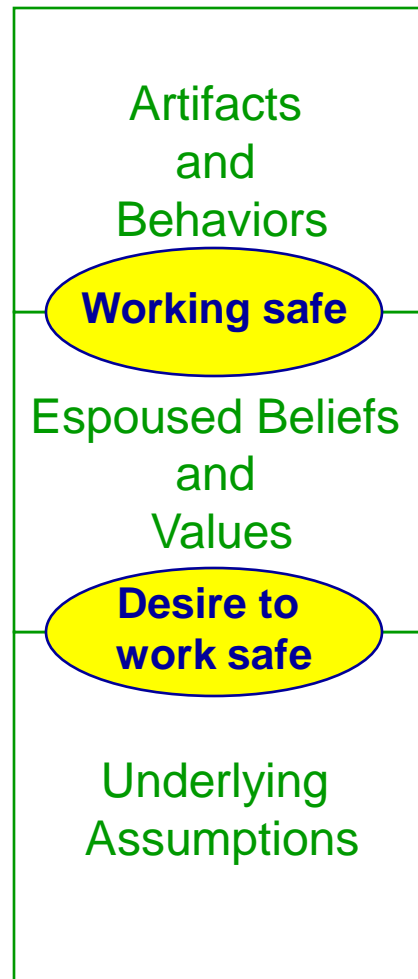 Artifacts
and
Behaviors
Working safe
Espoused Beliefs
and
Values
Desire to
work safe
Underlying
Assumptions